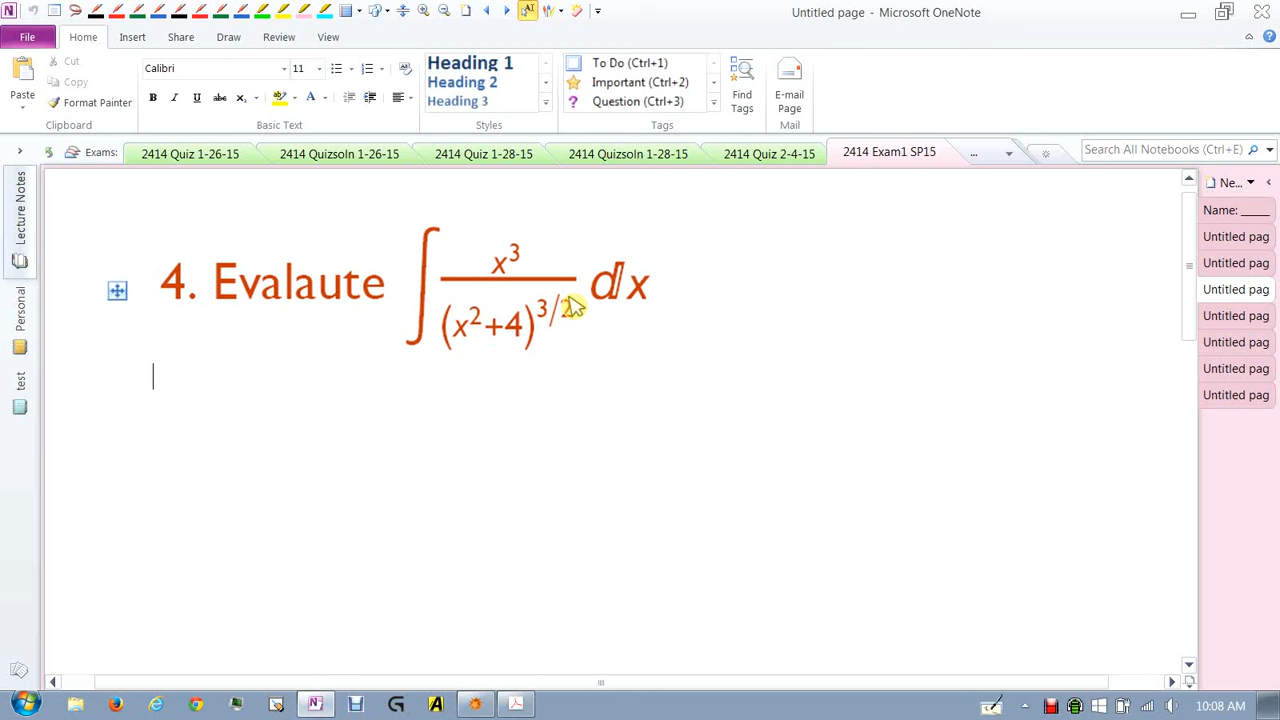 Untitled page - Microsoft OneNote
File Home Insert Share Draw Review View
Paste
Cut
Copy
Format Painter
Clipboard
Calibri 11
B I U abc x₂ A
Basic Text
Heading 1
Heading 2
Heading 3
Styles
To Do (Ctrl+1)
Important (Ctrl+2)
Question (Ctrl+3)
Tags
Find Tags
E-mail Page
Mail
Exams: 2414 Quiz 1-26-15 2414 Quizsoln 1-26-15 2414 Quiz 1-28-15 2414 Quizsoln 1-28-15 2414 Quiz 2-4-15 2414 Exam1 SP15 ... Search All Notebooks (Ctrl+E)
Lecture Notes
Personal
test
4. Evalaute ∫ x³/(x²+4)^(3/2) ⅆx
Ne...
Name: _____
Untitled pag
Untitled pag
Untitled pag
Untitled pag
Untitled pag
Untitled pag
Untitled pag
10:08 AM